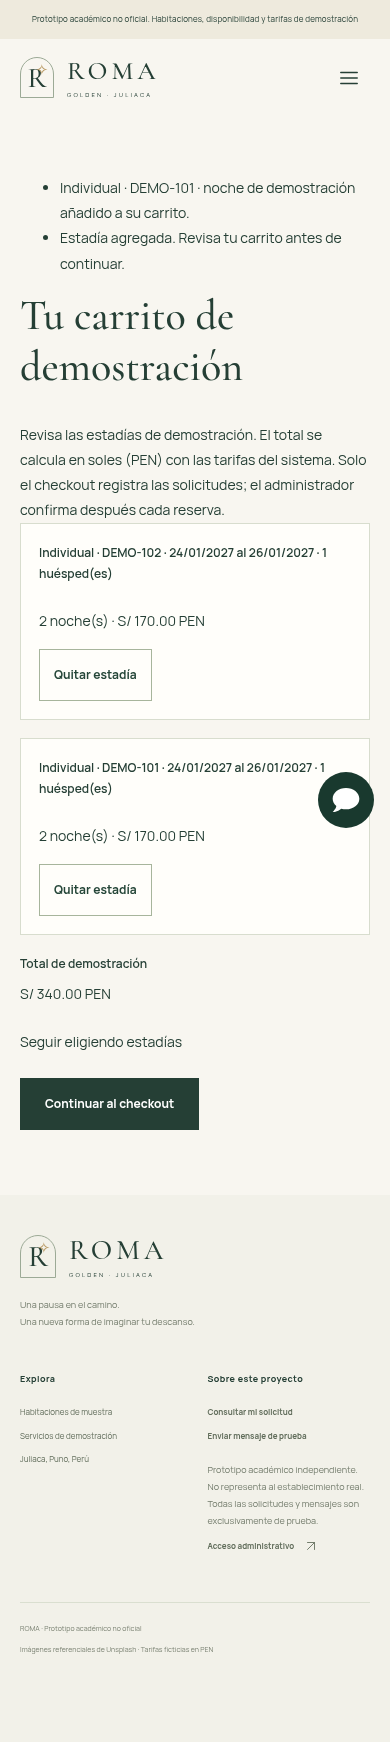 Prototipo académico no oficial. Habitaciones, disponibilidad y tarifas de demostración
R ROMA
GOLDEN · JULIACA
Individual · DEMO-101 · noche de demostración
añadido a su carrito.
Estadía agregada. Revisa tu carrito antes de
continuar.
Tu carrito de
demostración
Revisa las estadías de demostración. El total se
calcula en soles (PEN) con las tarifas del sistema. Solo
el checkout registra las solicitudes; el administrador
confirma después cada reserva.
Individual · DEMO-102 · 24/01/2027 al 26/01/2027 · 1
huésped(es)
2 noche(s) · S/ 170.00 PEN
Quitar estadía
Individual · DEMO-101 · 24/01/2027 al 26/01/2027 · 1
huésped(es)
2 noche(s) · S/ 170.00 PEN
Quitar estadía
Total de demostración
S/ 340.00 PEN
Seguir eligiendo estadías
Continuar al checkout
R ROMA
GOLDEN · JULIACA
Una pausa en el camino.
Una nueva forma de imaginar tu descanso.
Explora
Habitaciones de muestra
Servicios de demostración
Juliaca, Puno, Perú
Sobre este proyecto
Consultar mi solicitud
Enviar mensaje de prueba
Prototipo académico independiente.
No representa al establecimiento real.
Todas las solicitudes y mensajes son
exclusivamente de prueba.
Acceso administrativo
ROMA · Prototipo académico no oficial
Imágenes referenciales de Unsplash · Tarifas ficticias en PEN